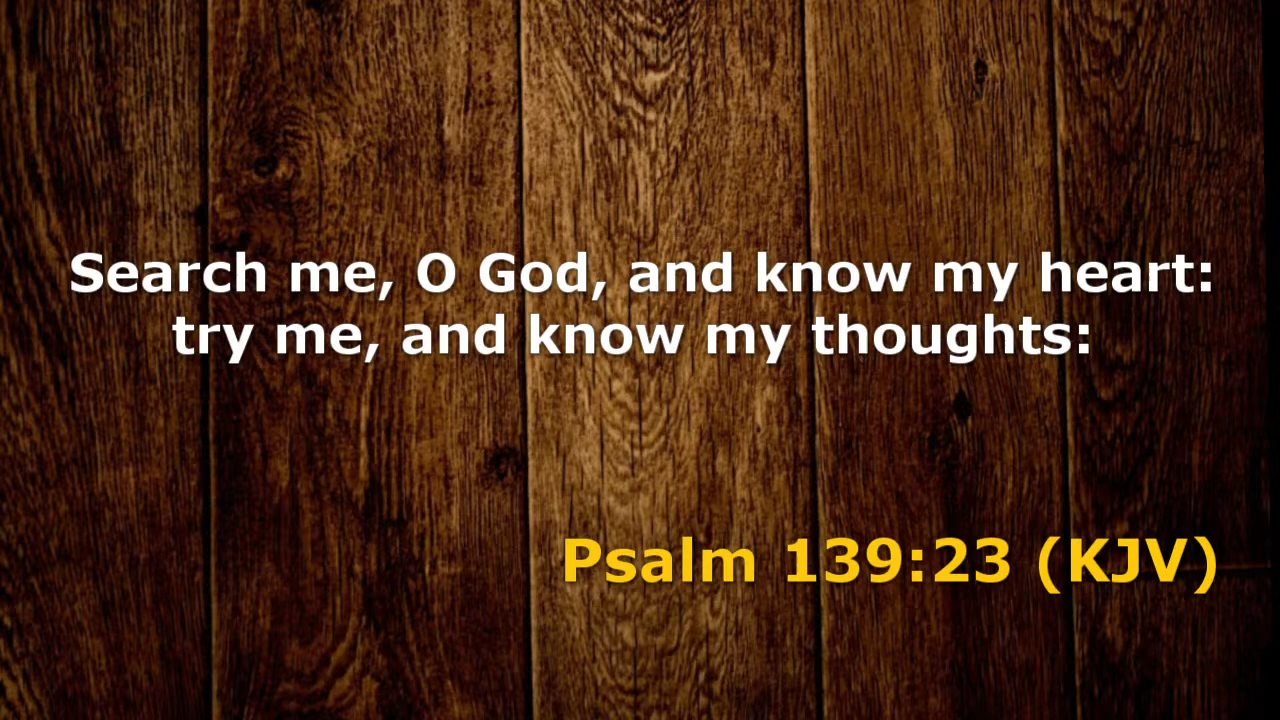 Search me, O God, and know my heart:
try me, and know my thoughts:
Psalm 139:23 (KJV)